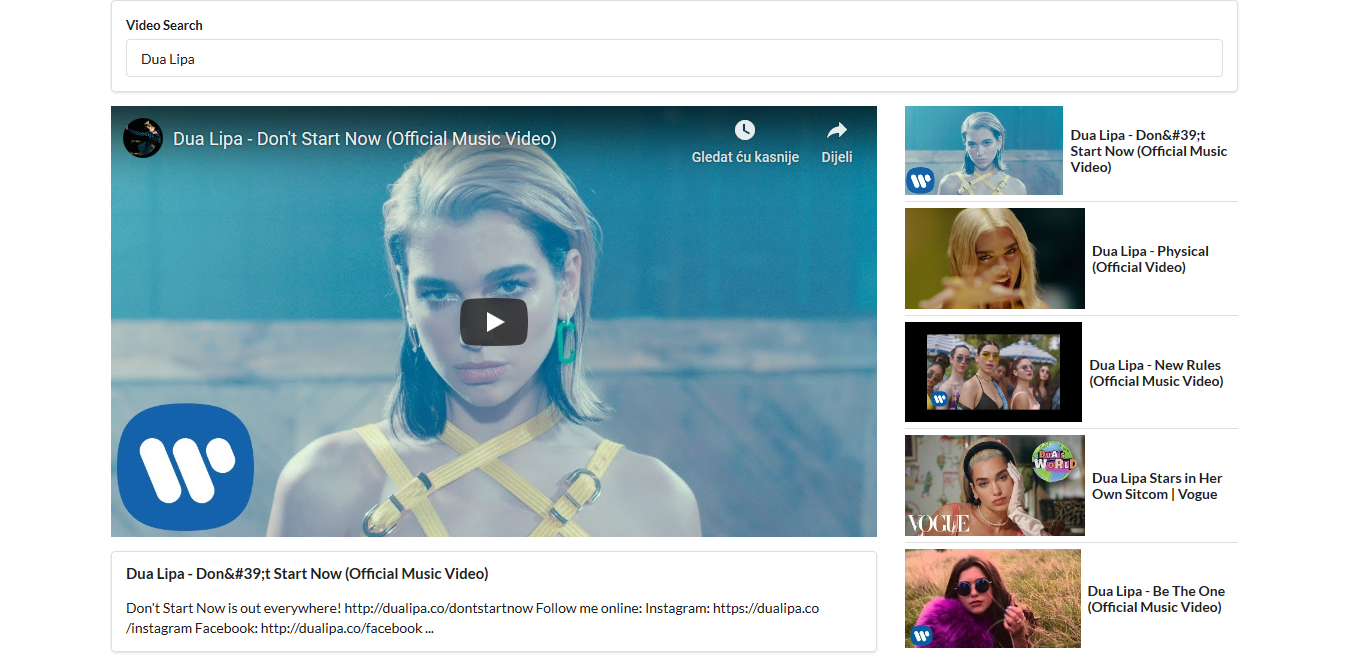 Video Search
Dua Lipa
Dua Lipa - Don't Start Now (Official Music Video)
Gledat ću kasnije
Dijeli
Dua Lipa - Don&#39;t Start Now (Official Music Video)
Don't Start Now is out everywhere! http://dualipa.co/dontstartnow Follow me online: Instagram: https://dualipa.co
/instagram Facebook: http://dualipa.co/facebook ...
Dua Lipa - Don&#39;t
Start Now (Official Music
Video)
Dua Lipa - Physical
(Official Video)
Dua Lipa - New Rules
(Official Music Video)
DUA'S
WORLD
VOGUE
Dua Lipa Stars in Her
Own Sitcom | Vogue
Dua Lipa - Be The One
(Official Music Video)